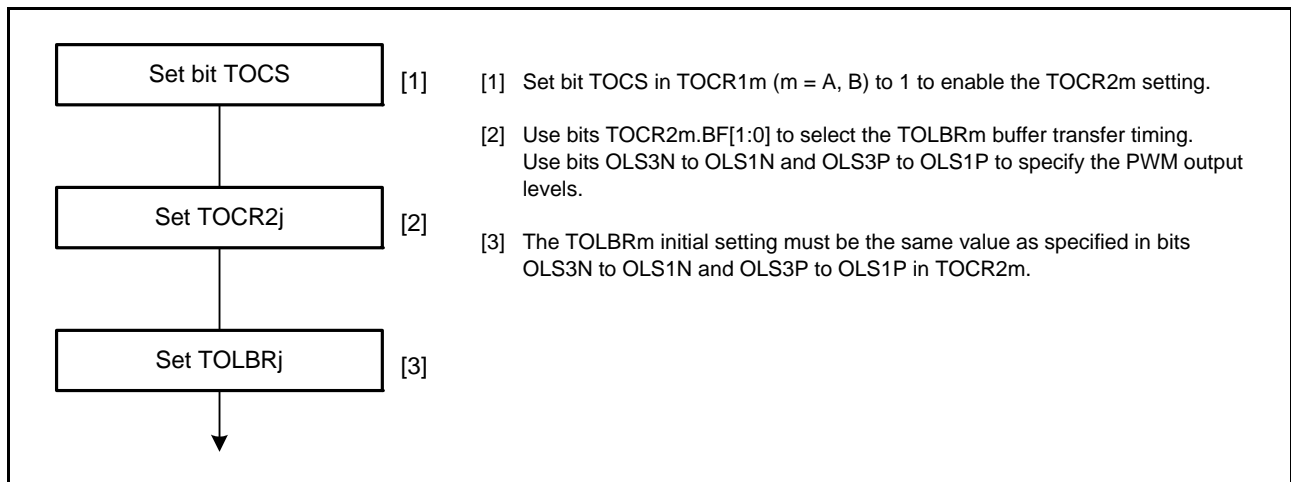 Set bit TOCS
[1]
[1] Set bit TOCS in TOCR1m (m = A, B) to 1 to enable the TOCR2m setting.
[2] Use bits TOCR2m.BF[1:0] to select the TOLBRm buffer transfer timing.
Use bits OLS3N to OLS1N and OLS3P to OLS1P to specify the PWM output
levels.
Set TOCR2j
[2]
[3] The TOLBRm initial setting must be the same value as specified in bits
OLS3N to OLS1N and OLS3P to OLS1P in TOCR2m.
Set TOLBRj
[3]